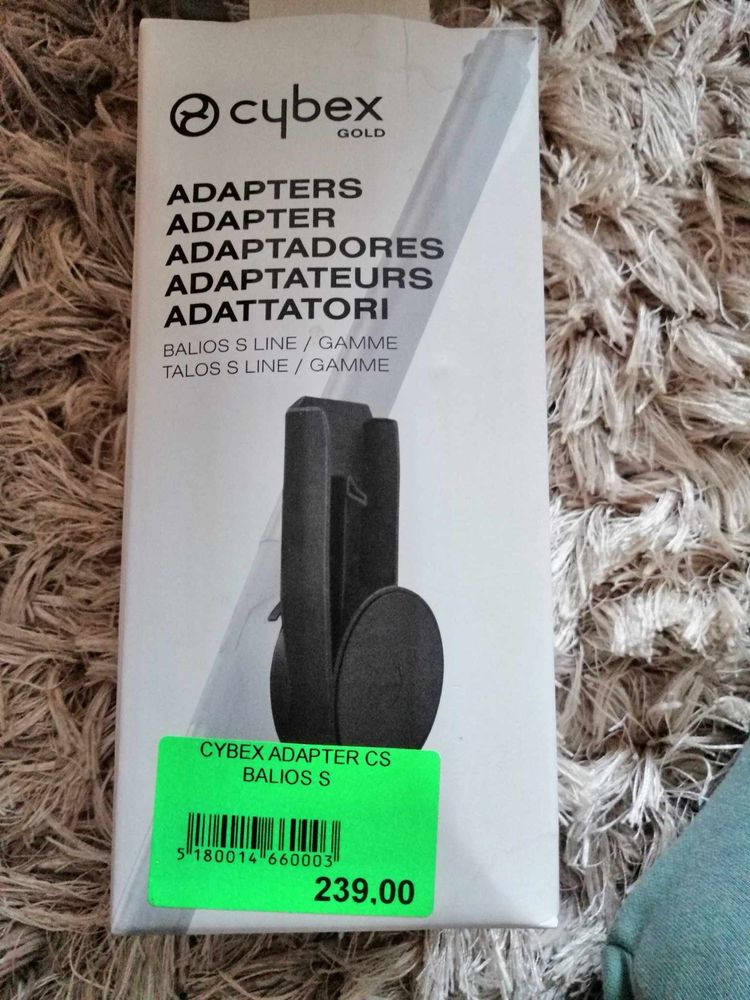 cybex
GOLD
ADAPTERS
ADAPTER
ADAPTADORES
ADAPTATEURS
ADATTATORI
BALIOS S LINE / GAMME
TALOS S LINE / GAMME
CYBEX ADAPTER CS
BALIOS S
5 180014 660003
239,00